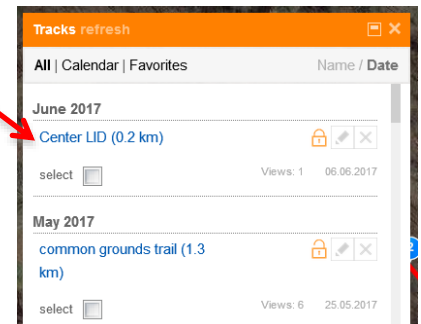 Tracks refresh
All | Calendar | Favorites Name / Date
June 2017
Center LID (0.2 km)
select Views: 1 06.06.2017
May 2017
common grounds trail (1.3
km)
select Views: 6 25.05.2017